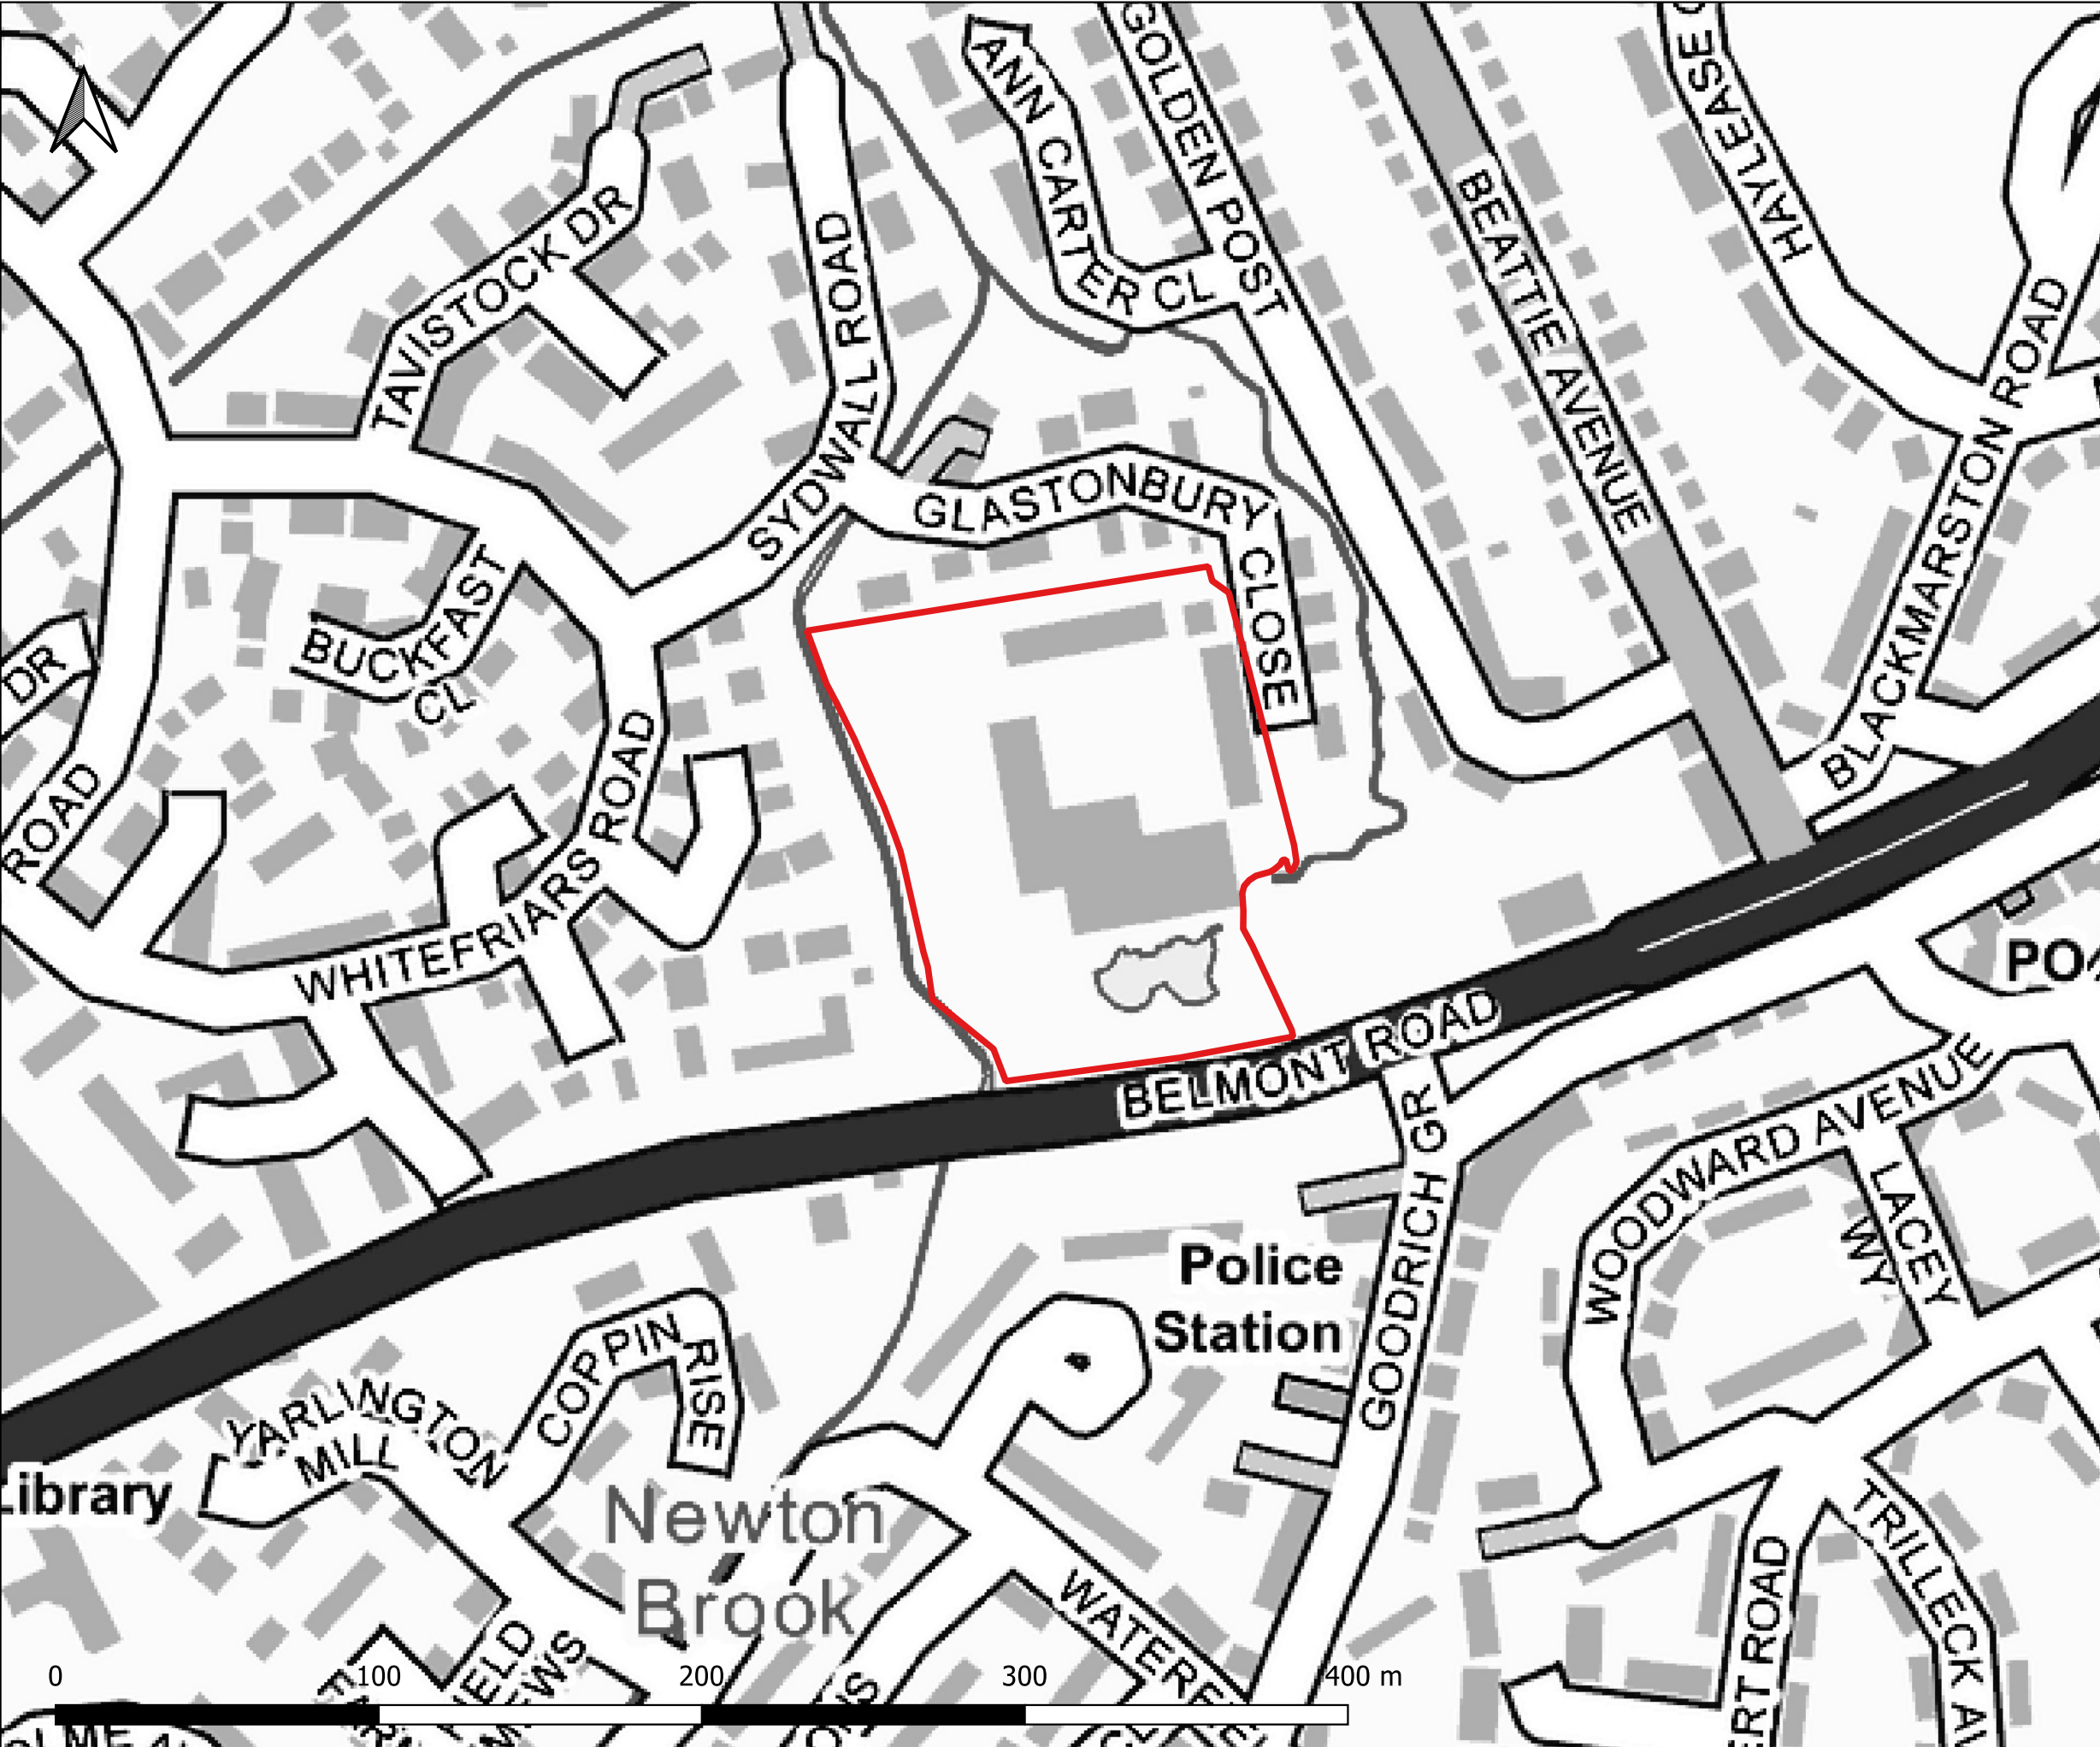 ANN CARTER CL
GOLDEN POST
HAYLEASE
BEATTIE AVENUE
TAVISTOCK DR
SYDWALL ROAD
BLACKMARSTON ROAD
GLASTONBURY
CLOSE
BUCKFAST
CL
DR
ROAD
WHITEFRIARS ROAD
BELMONT ROAD
WOODWARD AVENUE
LACEY
WY
GOODRICH GR
Police
Station
COPPIN
RISE
YARLINGTON
MILL
Library
Newton
Brook
TRILLECK
ROAD
0 100 200 300 400 m